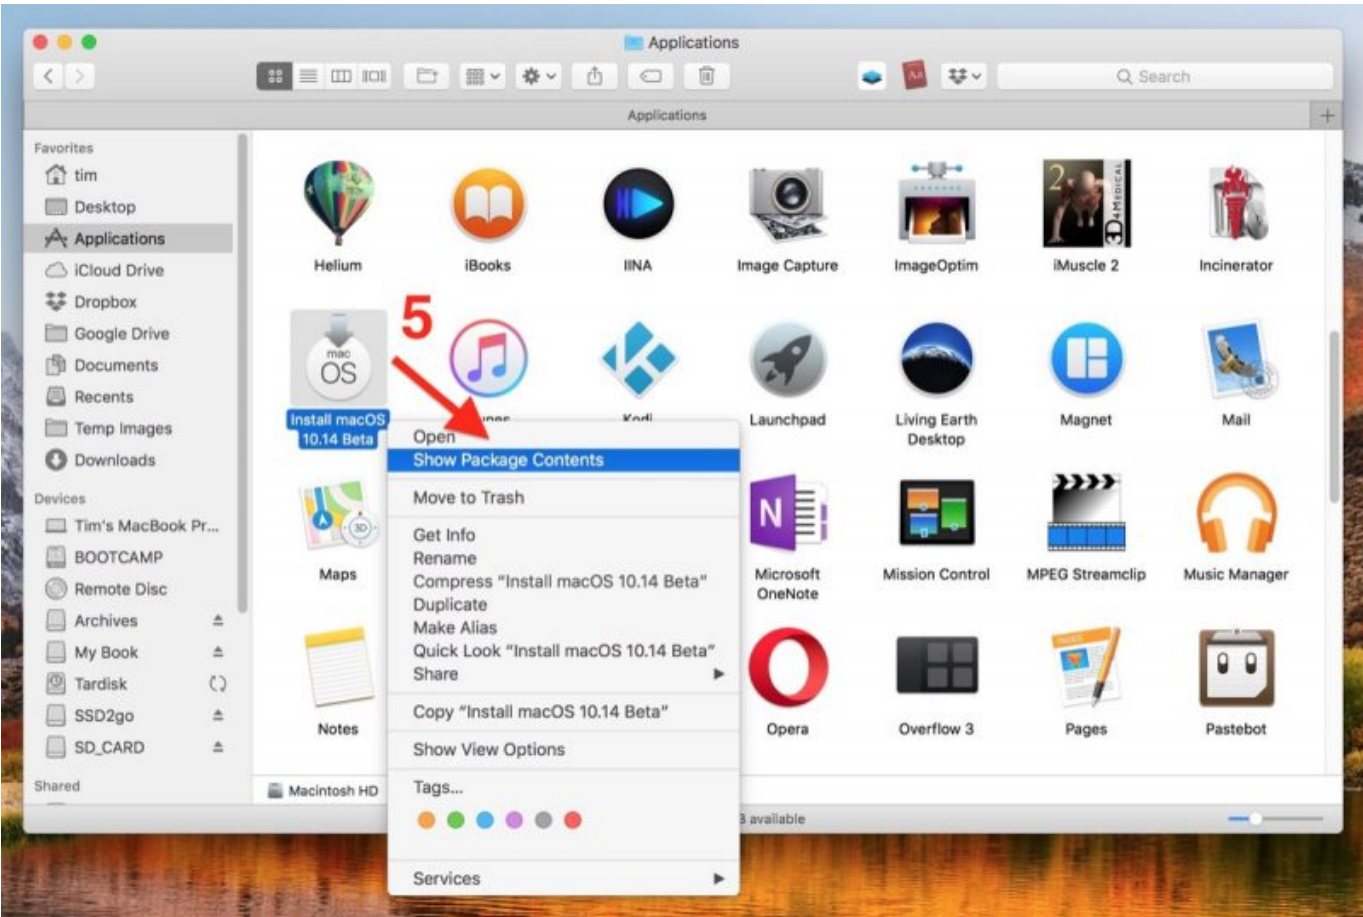 Applications
Search
Applications
Favorites
tim
Desktop
Applications
iCloud Drive
Dropbox
Google Drive
Documents
Recents
Temp Images
Downloads
Devices
Tim's MacBook Pr...
BOOTCAMP
Remote Disc
Archives
My Book
Tardisk
SSD2go
SD_CARD
Shared
Helium
iBooks
IINA
Image Capture
ImageOptim
2
3D4MEDICAL
iMuscle 2
Incinerator
5
mac
OS
Install macOS
10.14 Beta
Kodi
Launchpad
Living Earth
Desktop
Magnet
Mail
3D
Maps
N
Microsoft
OneNote
Mission Control
MPEG Streamclip
Music Manager
Notes
Opera
Overflow 3
PAGES
Pages
Pastebot
Open
Show Package Contents
Move to Trash
Get Info
Rename
Compress “Install macOS 10.14 Beta”
Duplicate
Make Alias
Quick Look “Install macOS 10.14 Beta”
Share
Copy “Install macOS 10.14 Beta”
Show View Options
Tags...
Services
Macintosh HD
available